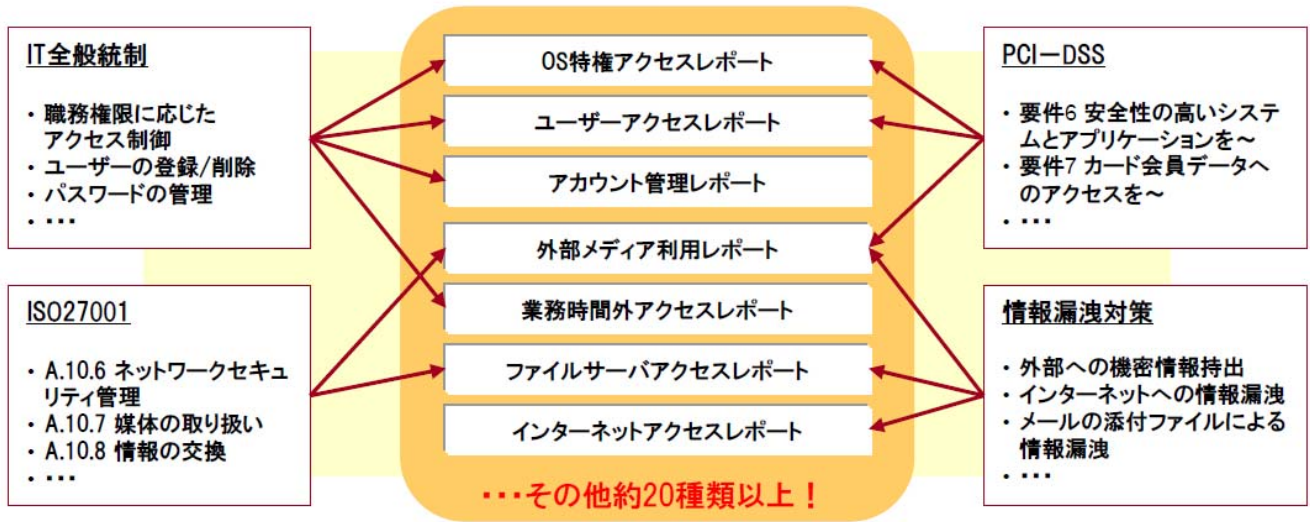 IT全般統制
・ 職務権限に応じた
アクセス制御
・ ユーザーの登録/削除
・ パスワードの管理
・ ・・・
ISO27001
・ A.10.6 ネットワークセキュ
リティ管理
・ A.10.7 媒体の取り扱い
・ A.10.8 情報の交換
・ ・・・
OS特権アクセスレポート
ユーザーアクセスレポート
アカウント管理レポート
外部メディア利用レポート
業務時間外アクセスレポート
ファイルサーバアクセスレポート
インターネットアクセスレポート
・・・その他約20種類以上！
PCI－DSS
・ 要件6 安全性の高いシステ
ムとアプリケーションを～
・ 要件7 カード会員データへ
のアクセスを～
・ ・・・
情報漏洩対策
・ 外部への機密情報持出
・ インターネットへの情報漏洩
・ メールの添付ファイルによる
情報漏洩
・ ・・・